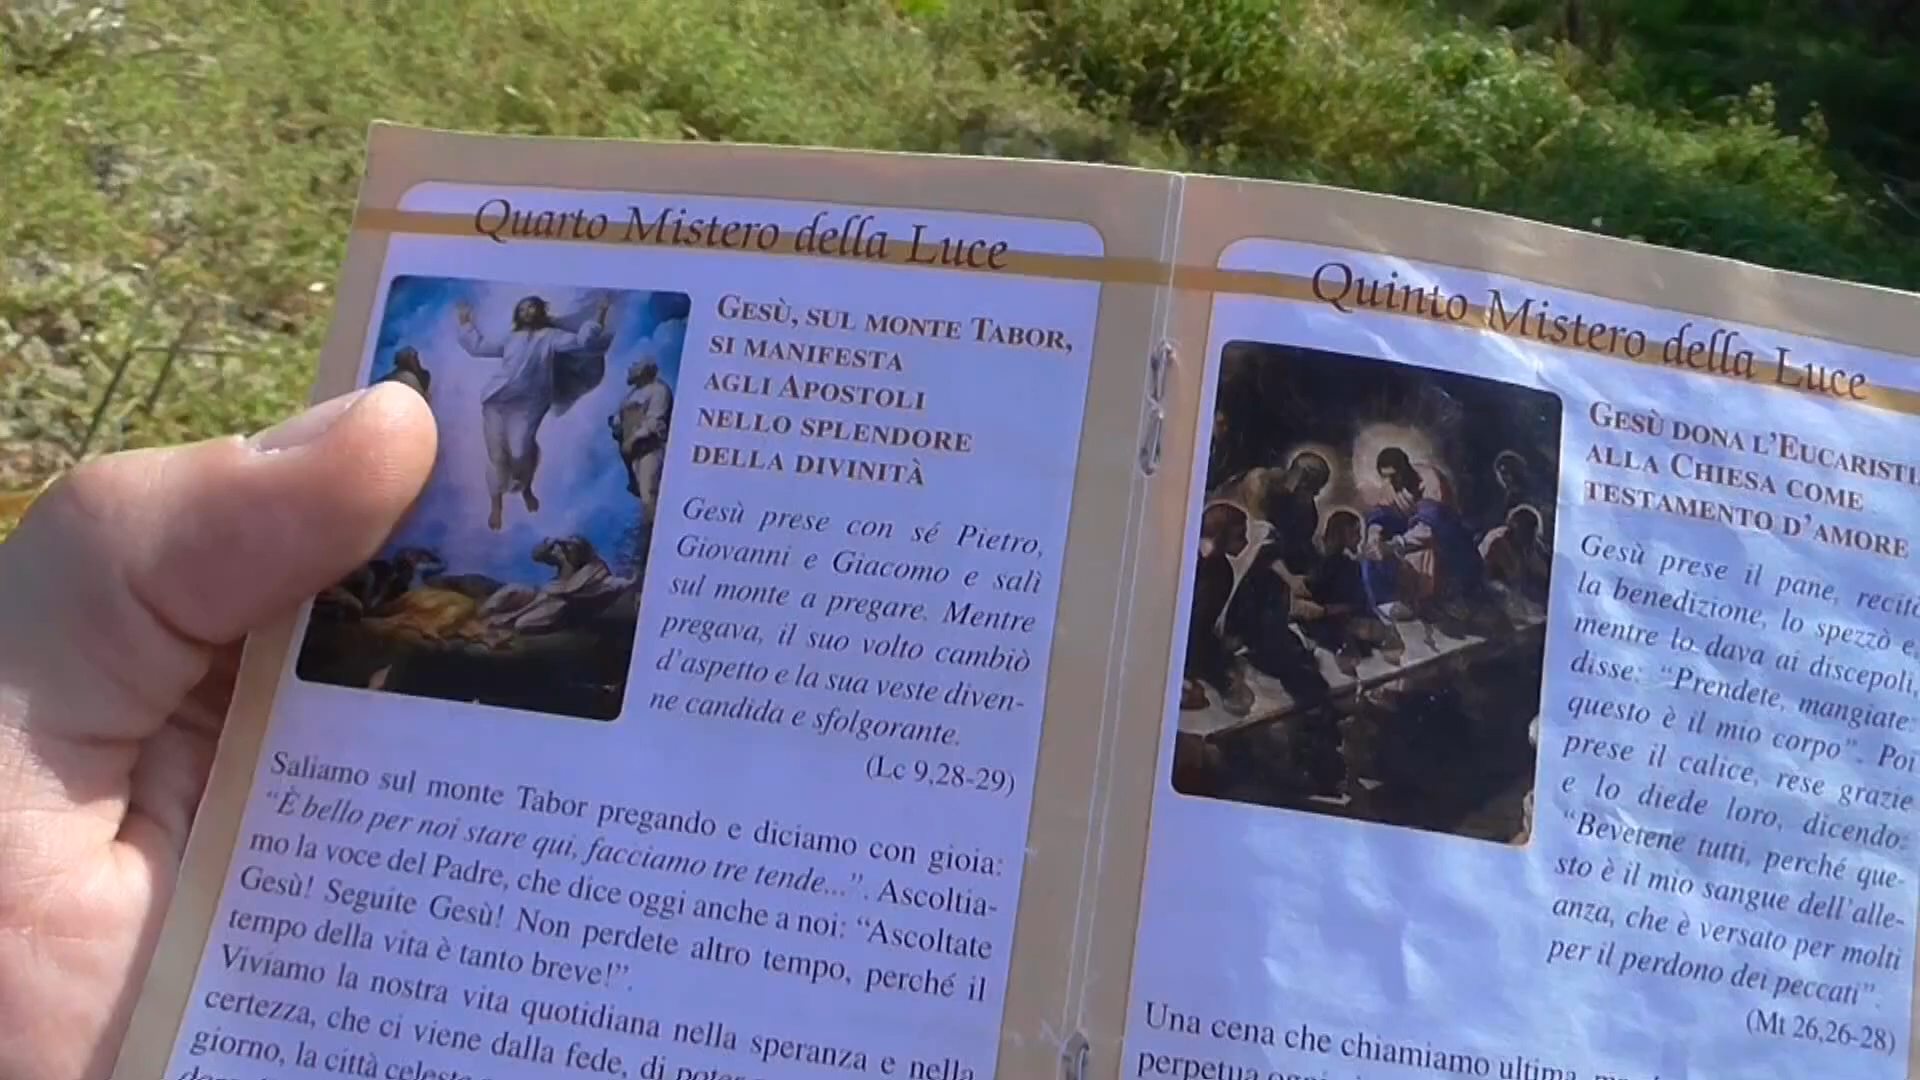 Quarto Mistero della Luce
GESÙ, SUL MONTE TABOR,
SI MANIFESTA
AGLI APOSTOLI
NELLO SPLENDORE
DELLA DIVINITÀ
Gesù prese con sé Pietro,
Giovanni e Giacomo e salì
sul monte a pregare. Mentre
pregava, il suo volto cambiò
d'aspetto e la sua veste diven-
ne candida e sfolgorante.
(Lc 9,28-29)
Saliamo sul monte Tabor pregando e diciamo con gioia:
"È bello per noi stare qui, facciamo tre tende...". Ascoltia-
mo la voce del Padre, che dice oggi anche a noi: "Ascoltate
Gesù! Seguite Gesù! Non perdete altro tempo, perché il
tempo della vita è tanto breve!".
Viviamo la nostra vita quotidiana nella speranza e nella
certezza, che ci viene dalla fede, di
giorno, la città
Quinto Mistero della Luce
GESÙ DONA L'EUCARISTI
ALLA CHIESA COME
TESTAMENTO D'AMORE
Gesù prese il pane, recitò
la benedizione, lo spezzò e,
mentre lo dava ai discepoli,
disse: "Prendete, mangiate:
questo è il mio corpo". Poi
prese il calice, rese grazie
e lo diede loro, dicendo:
"Bevetene tutti, perché que-
sto è il mio sangue dell'alle-
anza, che è versato per molti
per il perdono dei peccati".
(Mt 26,26-28)
Una cena che chiamiamo ultima,
perpetua